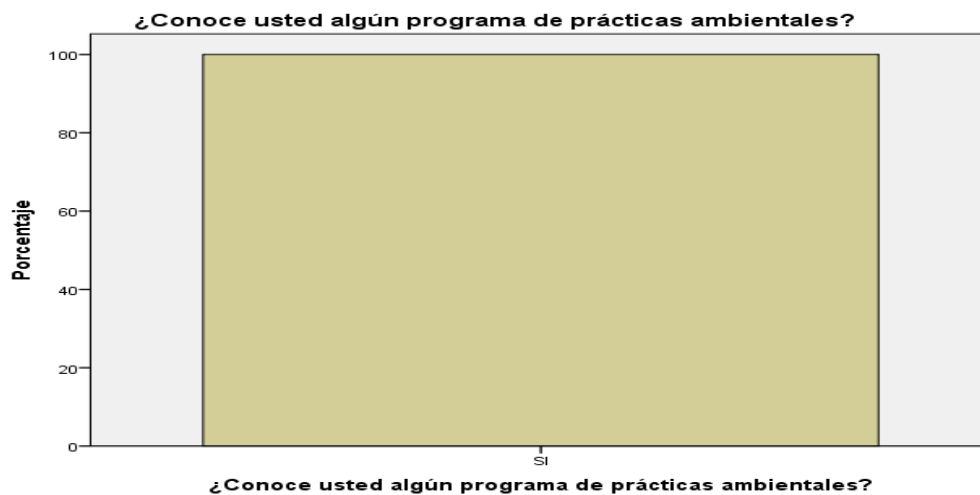 ¿Conoce usted algún programa de prácticas ambientales?
Porcentaje
100
80
60
40
20
0
SI
¿Conoce usted algún programa de prácticas ambientales?